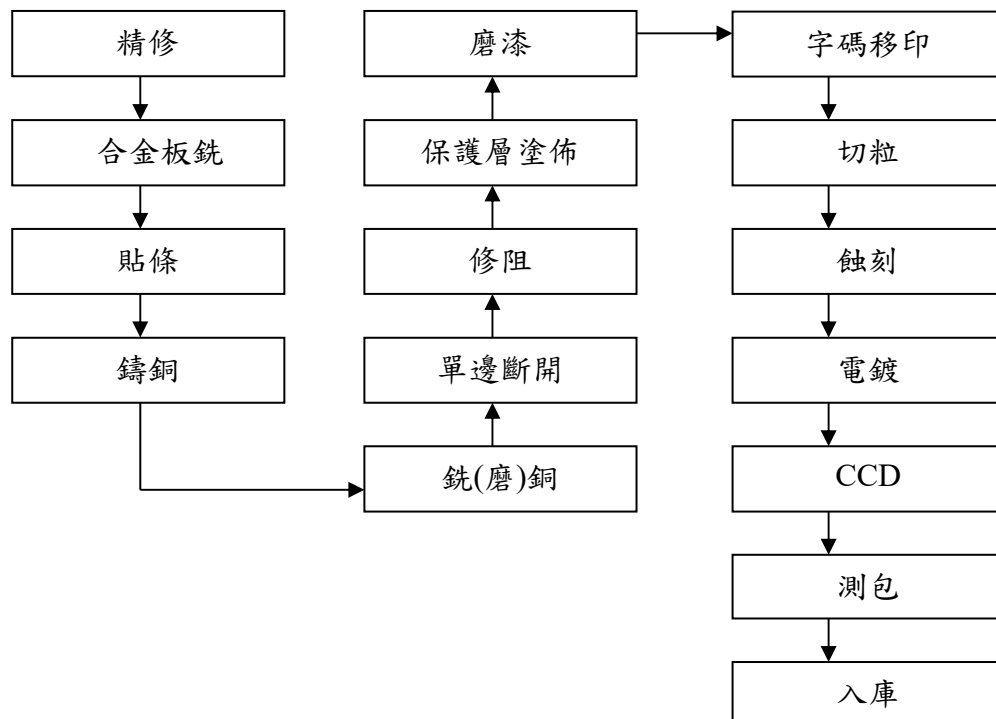 精修
合金板銑
貼條
鑄銅
銑(磨)銅
單邊斷開
修阻
保護層塗佈
磨漆
字碼移印
切粒
蝕刻
電鍍
CCD
測包
入庫